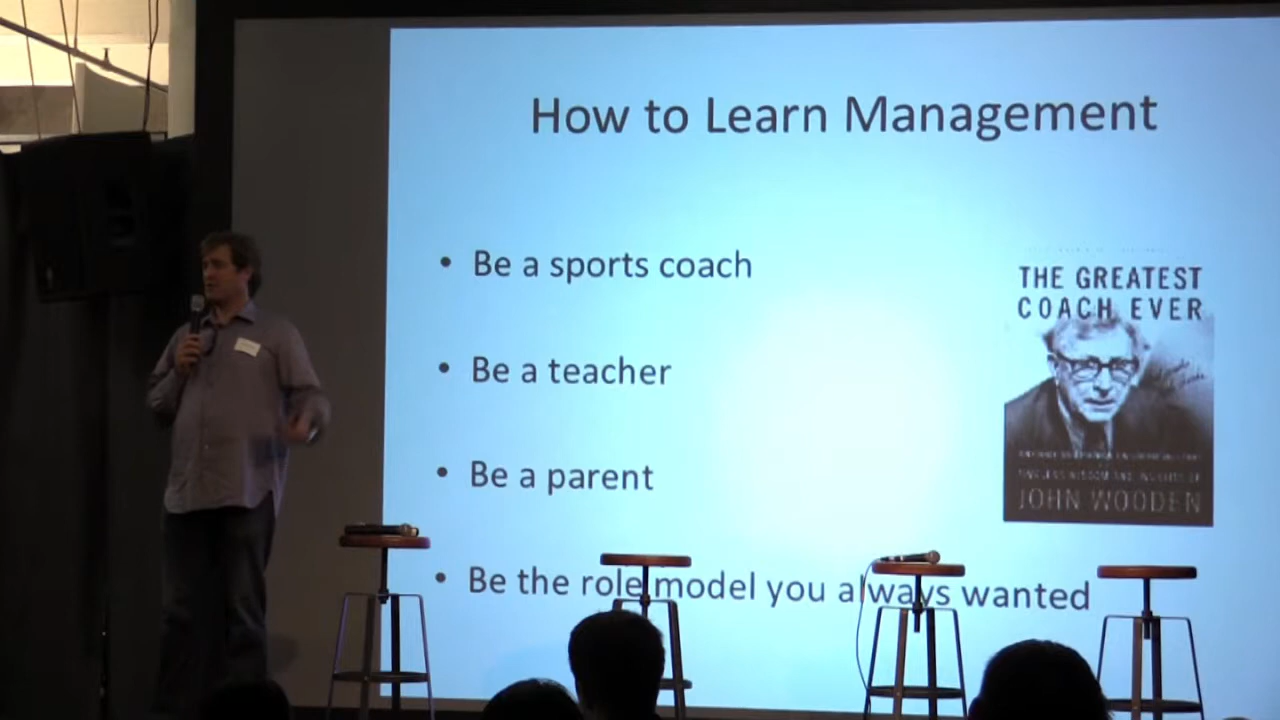 How to Learn Management
• Be a sports coach
• Be a teacher
• Be a parent
• Be the role model you always wanted
THE GREATEST
COACH EVER
JOHN WOODEN